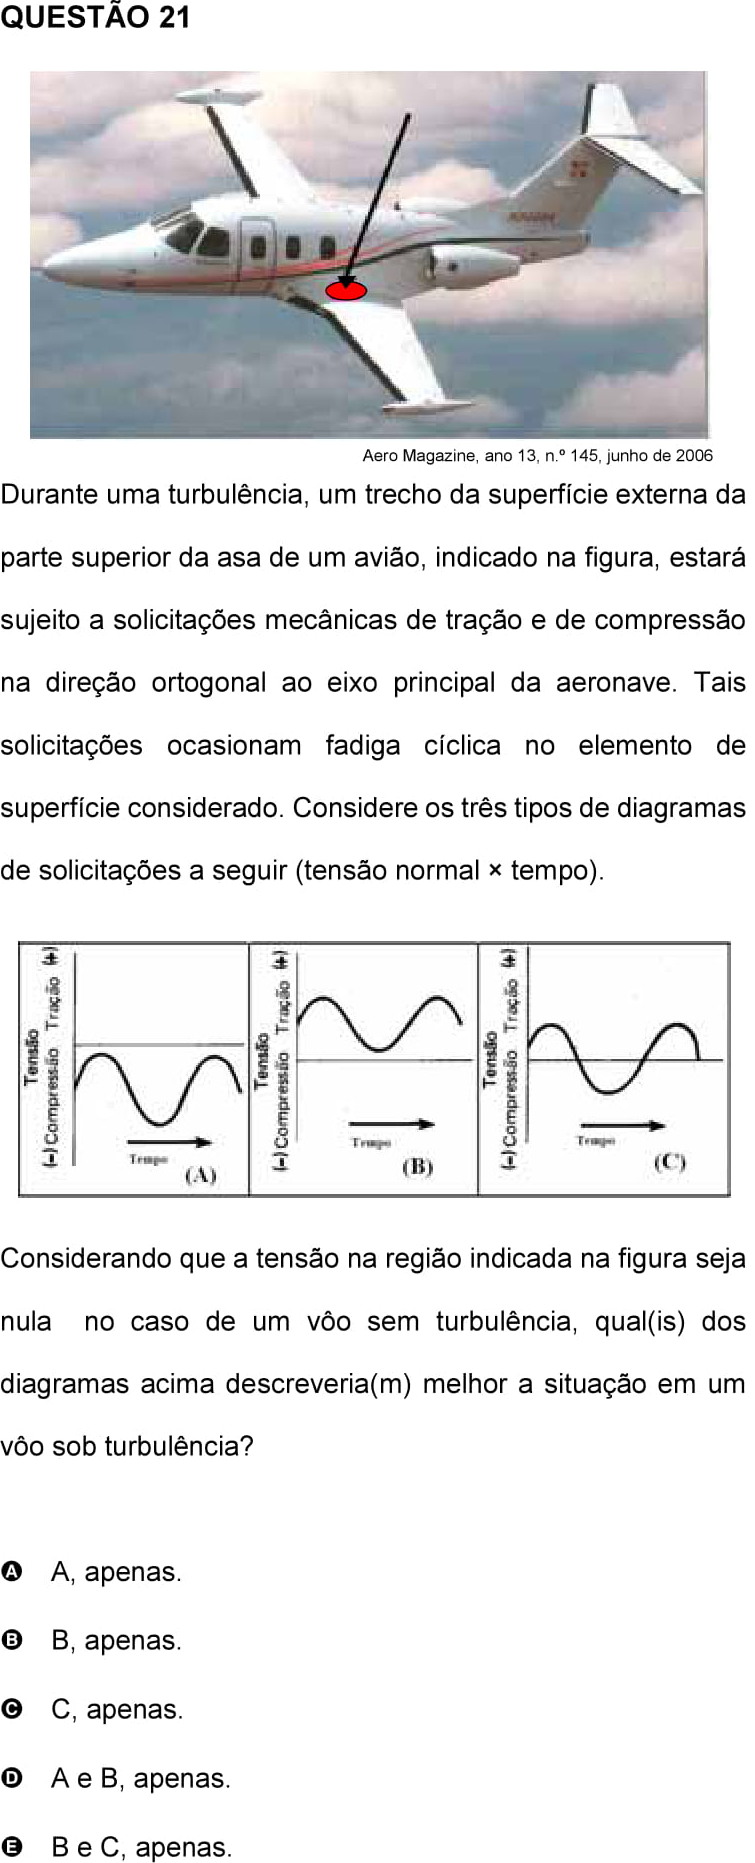 QUESTÃO 21
Aero Magazine, ano 13, n.º 145, junho de 2006
Durante uma turbulência, um trecho da superfície externa da
parte superior da asa de um avião, indicado na figura, estará
sujeito a solicitações mecânicas de tração e de compressão
na direção ortogonal ao eixo principal da aeronave. Tais
solicitações ocasionam fadiga cíclica no elemento de
superfície considerado. Considere os três tipos de diagramas
de solicitações a seguir (tensão normal × tempo).
Tensão
(-) Compressão Tração (+)
Tempo
(A)
Tensão
(-) Compressão Tração (+)
Tempo
(B)
Tensão
(-) Compressão Tração (+)
Tempo
(C)
Considerando que a tensão na região indicada na figura seja
nula no caso de um vôo sem turbulência, qual(is) dos
diagramas acima descreveria(m) melhor a situação em um
vôo sob turbulência?
A A, apenas.
B B, apenas.
C C, apenas.
D A e B, apenas.
E B e C, apenas.